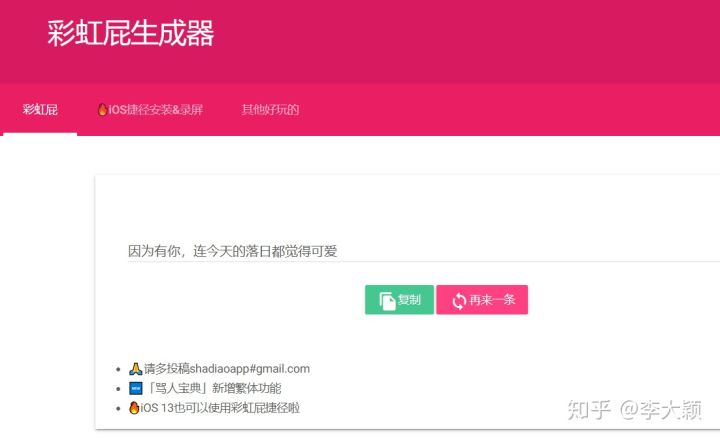 彩虹屁生成器
彩虹屁 🔥iOS捷径安装&录屏 其他好玩的
因为有你，连今天的落日都觉得可爱
复制 再来一条
🙏请多投稿shadiaoapp#gmail.com
🆕「骂人宝典」新增繁体功能
🔥iOS 13也可以使用彩虹屁捷径啦
知乎 @李大颖